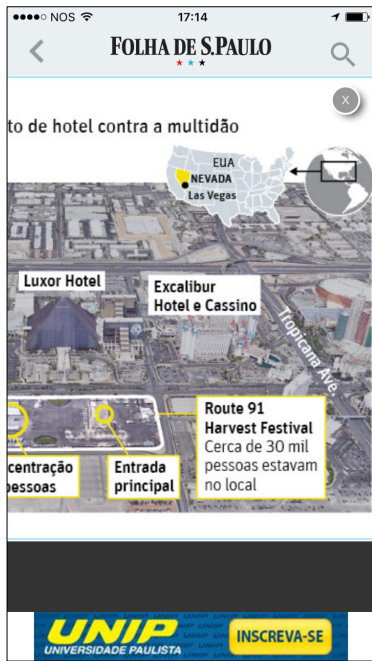 NOS
17:14
FOLHA DE S.PAULO
X
to de hotel contra a multidão
EUA
NEVADA
Las Vegas
Luxor Hotel
Excalibur
Hotel e Cassino
Tropicana Ave.
Route 91
Harvest Festival
Cerca de 30 mil
pessoas estavam
no local
centração
pessoas
Entrada
principal
UNIP
UNIVERSIDADE PAULISTA
INSCREVA-SE